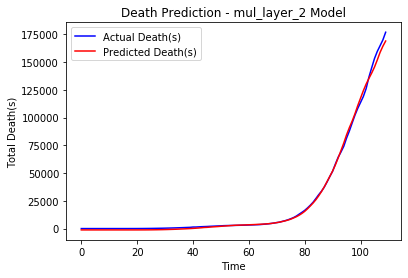 Death Prediction - mul_layer_2 Model
Actual Death(s)
Predicted Death(s)
Total Death(s)
175000
150000
125000
100000
75000
50000
25000
0
0 20 40 60 80 100
Time